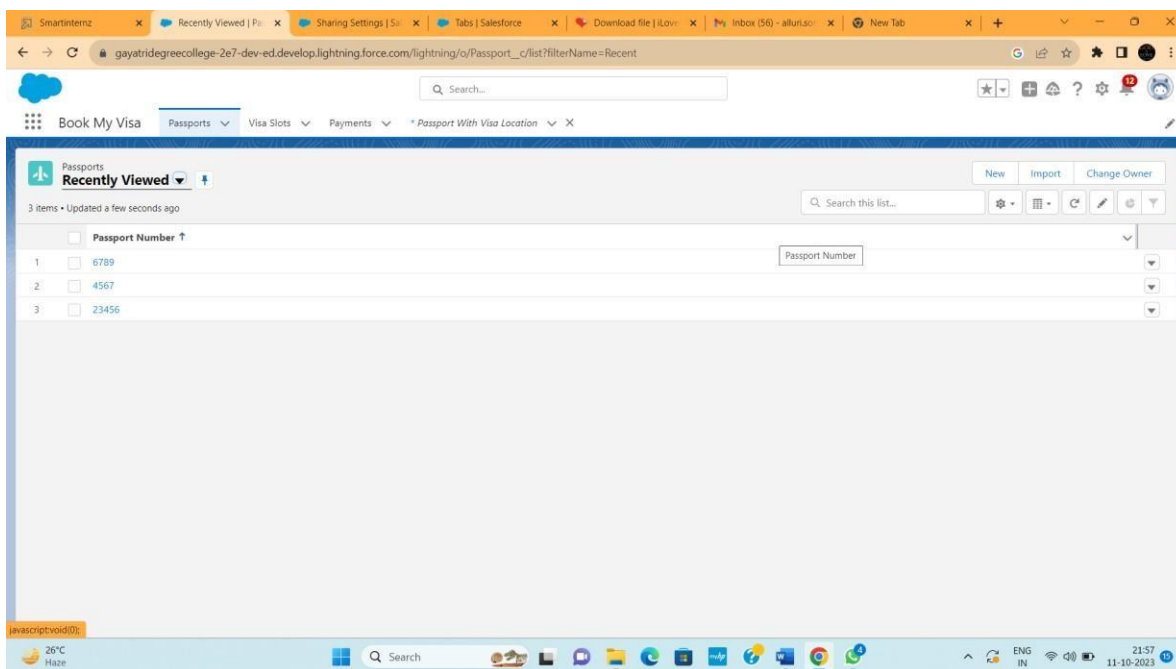 Smartinternz
Recently Viewed | Pa
Sharing Settings | Sal
Tabs | Salesforce
Download file | iLove
Inbox (56) - alluri.so
New Tab
gayatridegreecollege-2e7-dev-ed.develop.lightning.force.com/lightning/o/Passport__c/list?filterName=Recent
Search...
12
Book My Visa
Passports
Visa Slots
Payments
* Passport With Visa Location
Passports
Recently Viewed
New
Import
Change Owner
3 items • Updated a few seconds ago
Search this list...
Passport Number ↑
Passport Number
1 6789
2 4567
3 23456
javascript:void(0);
26°C
Haze
Search
ENG
IN
21:57
11-10-2023
15